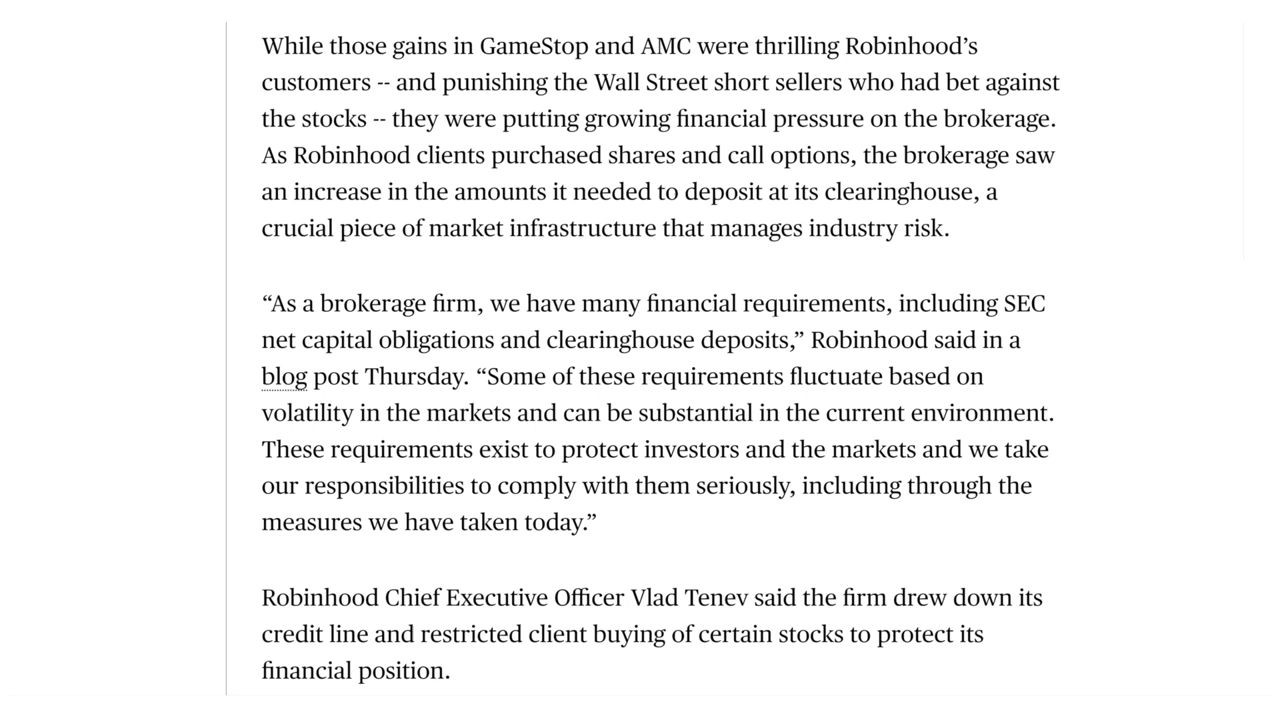 While those gains in GameStop and AMC were thrilling Robinhood’s
customers -- and punishing the Wall Street short sellers who had bet against
the stocks -- they were putting growing financial pressure on the brokerage.
As Robinhood clients purchased shares and call options, the brokerage saw
an increase in the amounts it needed to deposit at its clearinghouse, a
crucial piece of market infrastructure that manages industry risk.
“As a brokerage firm, we have many financial requirements, including SEC
net capital obligations and clearinghouse deposits,” Robinhood said in a
blog post Thursday. “Some of these requirements fluctuate based on
volatility in the markets and can be substantial in the current environment.
These requirements exist to protect investors and the markets and we take
our responsibilities to comply with them seriously, including through the
measures we have taken today.”
Robinhood Chief Executive Officer Vlad Tenev said the firm drew down its
credit line and restricted client buying of certain stocks to protect its
financial position.